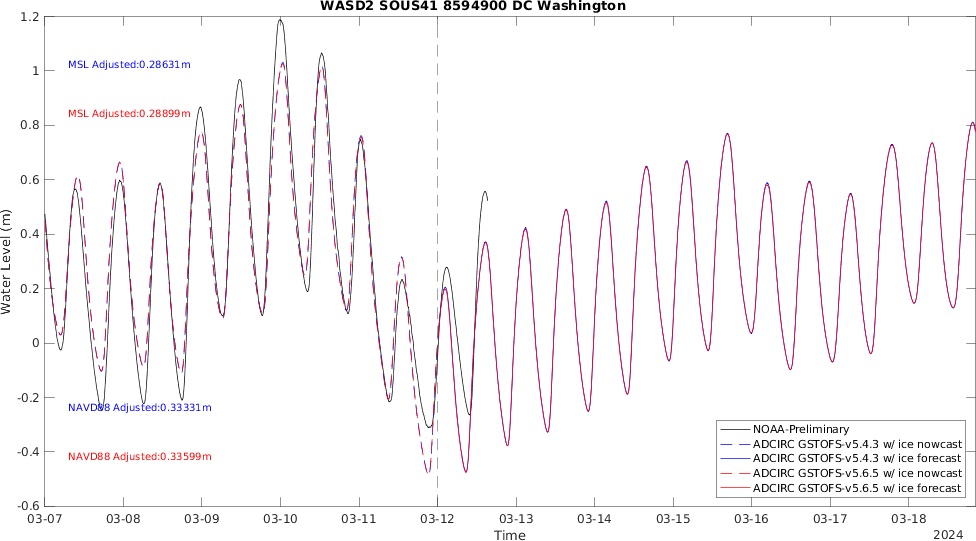 WASD2 SOUS41 8594900 DC Washington
1.2
1
0.8
0.6
0.4
0.2
0
-0.2
-0.4
-0.6
Water Level (m)
MSL Adjusted:0.28631m
MSL Adjusted:0.28899m
NAVD88 Adjusted:0.33331m
NAVD88 Adjusted:0.33599m
NOAA-Preliminary
ADCIRC GSTOFS-v5.4.3 w/ ice nowcast
ADCIRC GSTOFS-v5.4.3 w/ ice forecast
ADCIRC GSTOFS-v5.6.5 w/ ice nowcast
ADCIRC GSTOFS-v5.6.5 w/ ice forecast
03-07 03-08 03-09 03-10 03-11 03-12 03-13 03-14 03-15 03-16 03-17 03-18
Time
2024